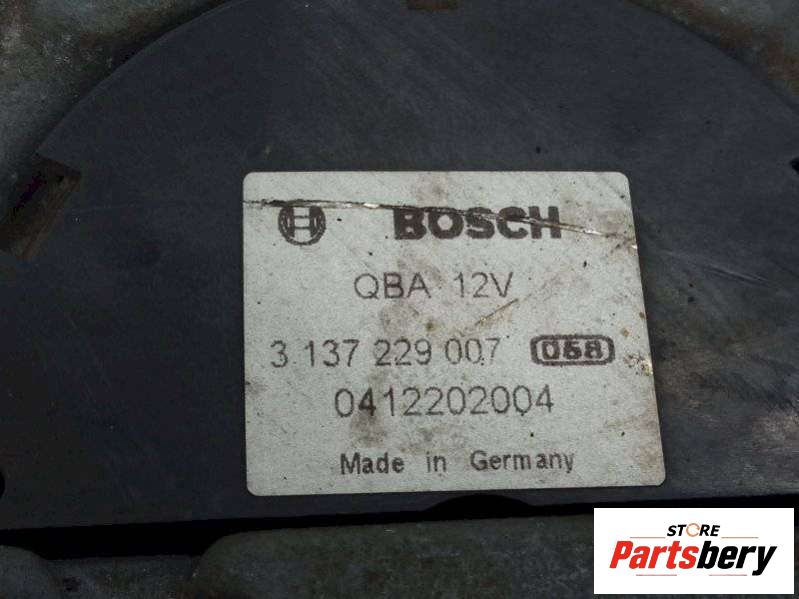 BOSCH
QBA 12V
3 137 229 007 058
0412202004
Made in Germany
STORE
Partsbery